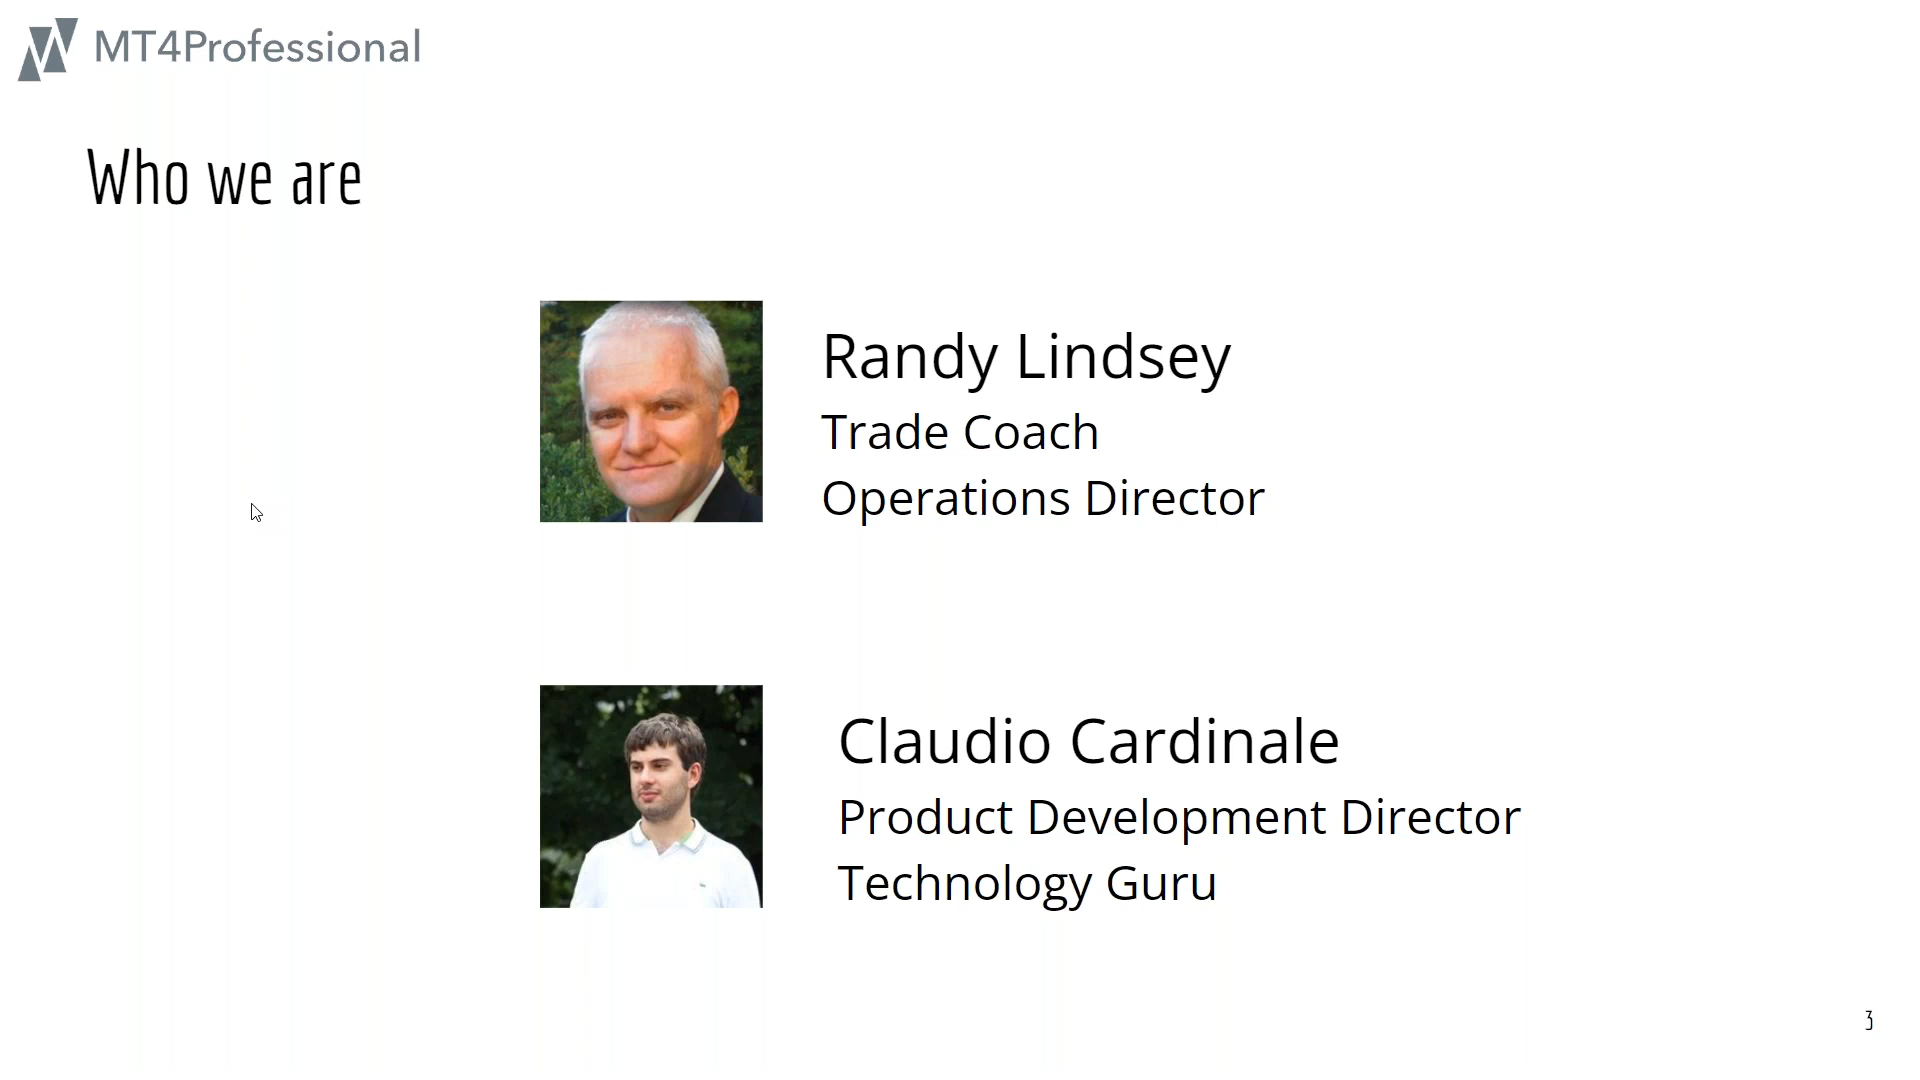 MT4Professional
Who we are
Randy Lindsey
Trade Coach
Operations Director
Claudio Cardinale
Product Development Director
Technology Guru
3